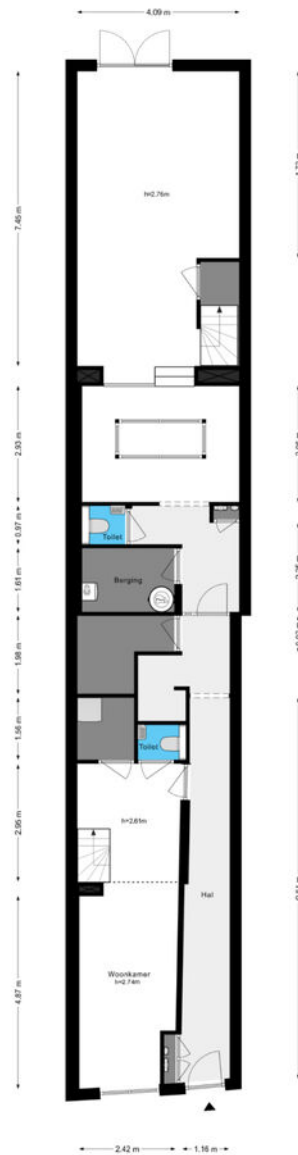 4.09 m
7.45 m
h=2.76m
2.93 m
0.97 m
Toilet
1.61 m
Berging
1.98 m
1.56 m
Toilet
2.95 m
h=2.61m
Hal
4.87 m
Woonkamer
h=2.74m
2.42 m
1.16 m